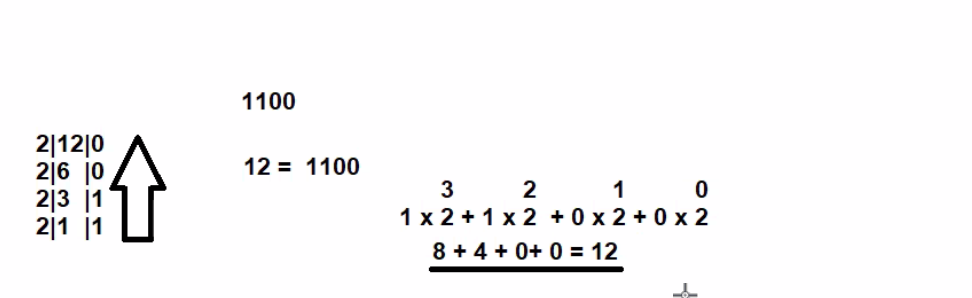 1100
2|12|0
2|6 |0
2|3 |1
2|1 |1
12 = 1100
3 2 1 0
1 x 2 + 1 x 2 + 0 x 2 + 0 x 2
8 + 4 + 0+ 0 = 12